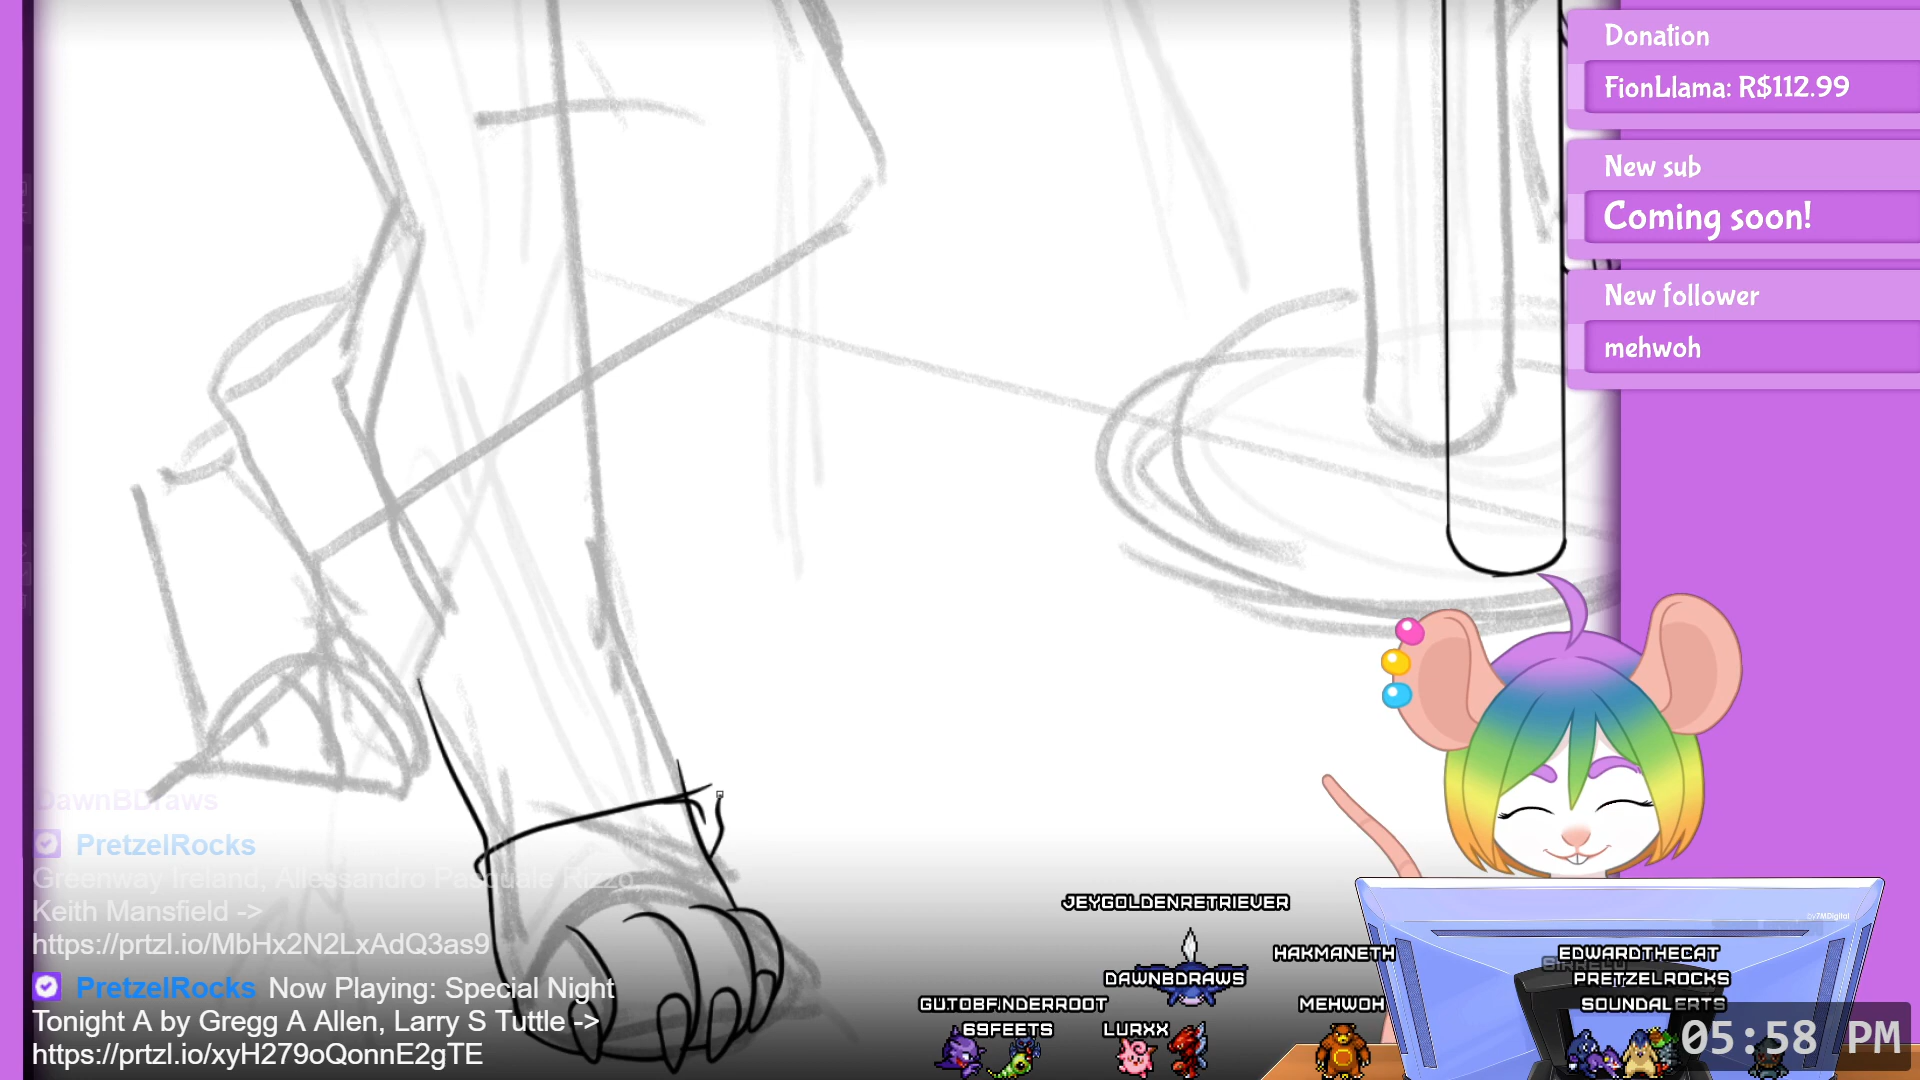 Donation
FionLlama: R$112.99
New sub
Coming soon!
New follower
mehwoh
DawnBDraws
PretzelRocks
Greenway Ireland, Allessandro Pasquale Rizzo
Keith Mansfield ->
https://prtzl.io/MbHx2N2LxAdQ3as9
PretzelRocks Now Playing: Special Night
Tonight A by Gregg A Allen, Larry S Tuttle ->
https://prtzl.io/xyH279oQonnE2gTE
JEYGOLDENRETRIEVER
HAKMANETH
DAWNBDRAWS
GUTOBFINDERROOT
MEHWOH
69FEETS
LURXX
by7MDigital
EDWARDTHECAT
PRETZELROCKS
SOUNDALERTS
05:58 PM